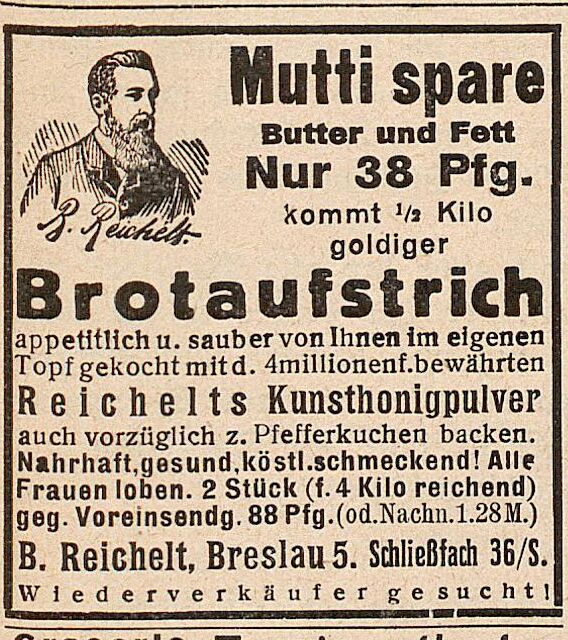 Mutti spare
Butter und Fett
Nur 38 Pfg.
kommt ½ Kilo
goldiger
B. Reichelt.
Brotaufstrich
appetitlich u. sauber von Ihnen im eigenen
Topf gekocht mit d. 4millionenf. bewährten
Reichelts Kunsthonigpulver
auch vorzüglich z. Pfefferkuchen backen.
Nahrhaft, gesund, köstl. schmeckend! Alle
Frauen loben. 2 Stück (f. 4 Kilo reichend)
geg. Voreinsendg. 88 Pfg. (od. Nachn. 1.28 M.)
B. Reichelt, Breslau 5. Schließfach 36/S.
Wiederverkäufer gesucht!